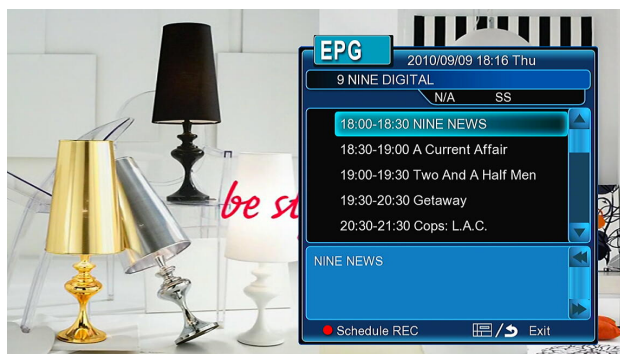 EPG
2010/09/09 18:16 Thu
9 NINE DIGITAL
N/A SS
18:00-18:30 NINE NEWS
18:30-19:00 A Current Affair
19:00-19:30 Two And A Half Men
19:30-20:30 Getaway
20:30-21:30 Cops: L.A.C.
be st
NINE NEWS
Schedule REC / Exit